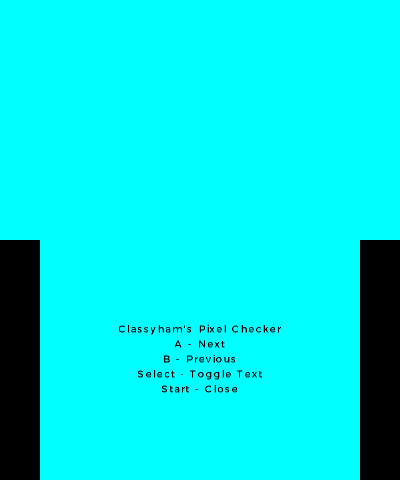 Classyham's Pixel Checker
A - Next
B - Previous
Select - Toggle Text
Start - Close